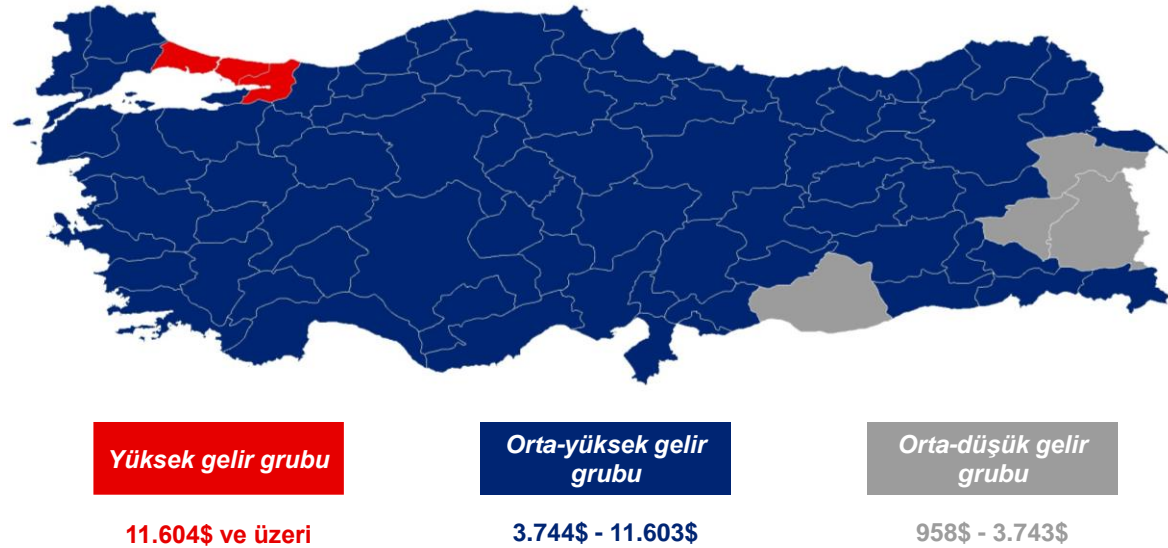 Yüksek gelir grubu
Orta-yüksek gelir
grubu
Orta-düşük gelir
grubu
11.604$ ve üzeri
3.744$ - 11.603$
958$ - 3.743$